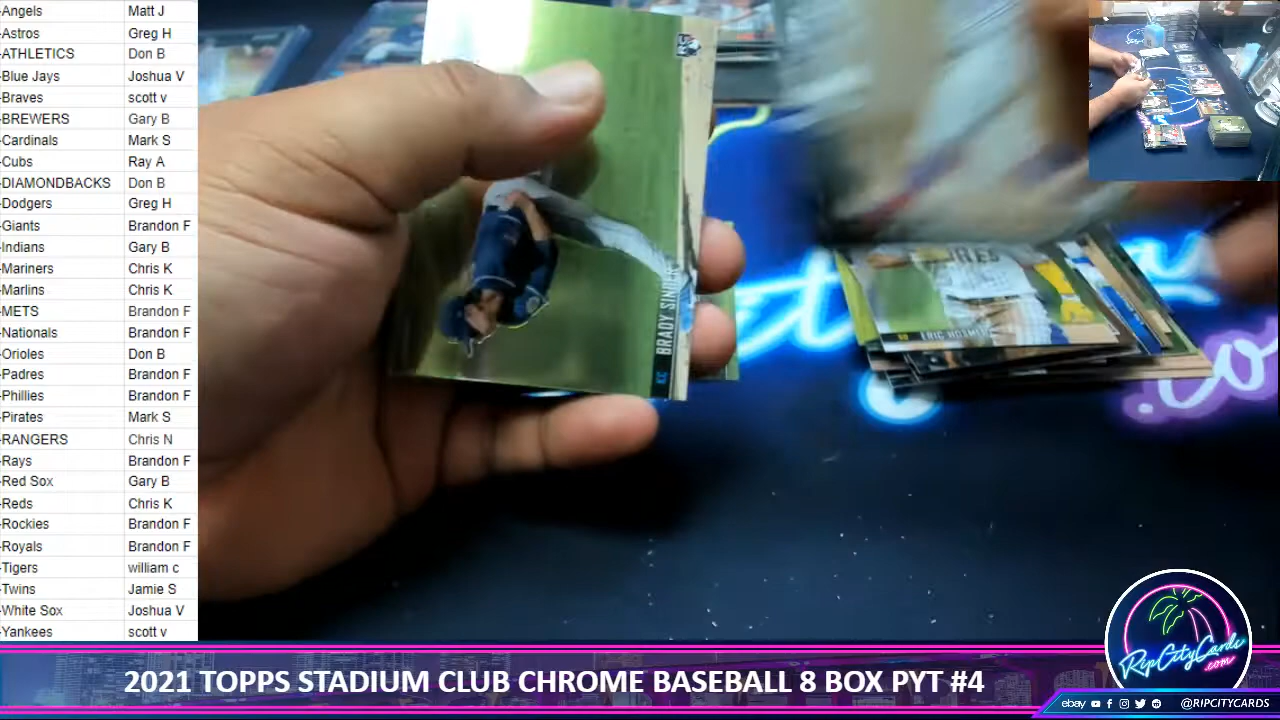 -Angels Matt J
-Astros Greg H
-ATHLETICS Don B
-Blue Jays Joshua V
-Braves scott v
-BREWERS Gary B
-Cardinals Mark S
-Cubs Ray A
-DIAMONDBACKS Don B
-Dodgers Greg H
-Giants Brandon F
-Indians Gary B
-Mariners Chris K
-Marlins Chris K
-METS Brandon F
-Nationals Brandon F
-Orioles Don B
-Padres Brandon F
-Phillies Brandon F
-Pirates Mark S
-RANGERS Chris N
-Rays Brandon F
-Red Sox Gary B
-Reds Chris K
-Rockies Brandon F
-Royals Brandon F
-Tigers william c
-Twins Jamie S
-White Sox Joshua V
-Yankees scott v
KC BRADY SINGER
SD ERIC HOSMER
.co
2021 TOPPS STADIUM CLUB CHROME BASEBALL 8 BOX PYT #4
RipCityCards
.com
ebay @RIPCITYCARDS